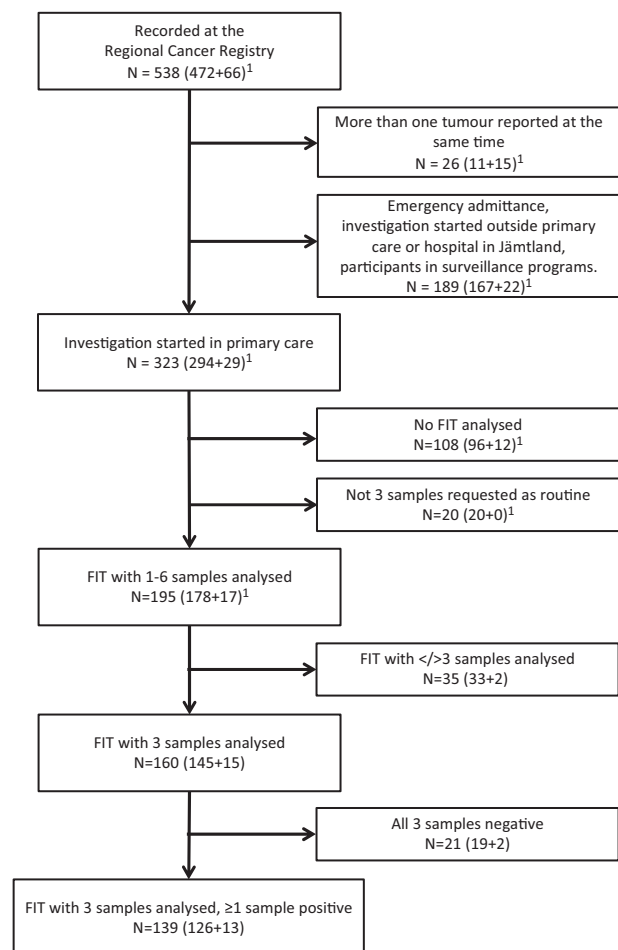 Recorded at the
Regional Cancer Registry
N = 538 (472+66)¹
More than one tumour reported at the
same time
N = 26 (11+15)¹
Emergency admittance,
investigation started outside primary
care or hospital in Jämtland,
participants in surveillance programs.
N = 189 (167+22)¹
Investigation started in primary care
N = 323 (294+29)¹
No FIT analysed
N=108 (96+12)¹
Not 3 samples requested as routine
N=20 (20+0)¹
FIT with 1-6 samples analysed
N=195 (178+17)¹
FIT with </>3 samples analysed
N=35 (33+2)
FIT with 3 samples analysed
N=160 (145+15)
All 3 samples negative
N=21 (19+2)
FIT with 3 samples analysed, ≥1 sample positive
N=139 (126+13)